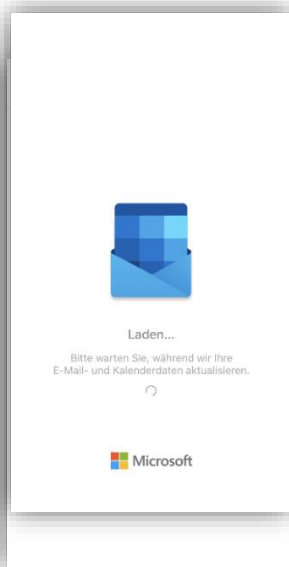 Laden...
Bitte warten Sie, während wir Ihre
E-Mail- und Kalenderdaten aktualisieren.
Microsoft